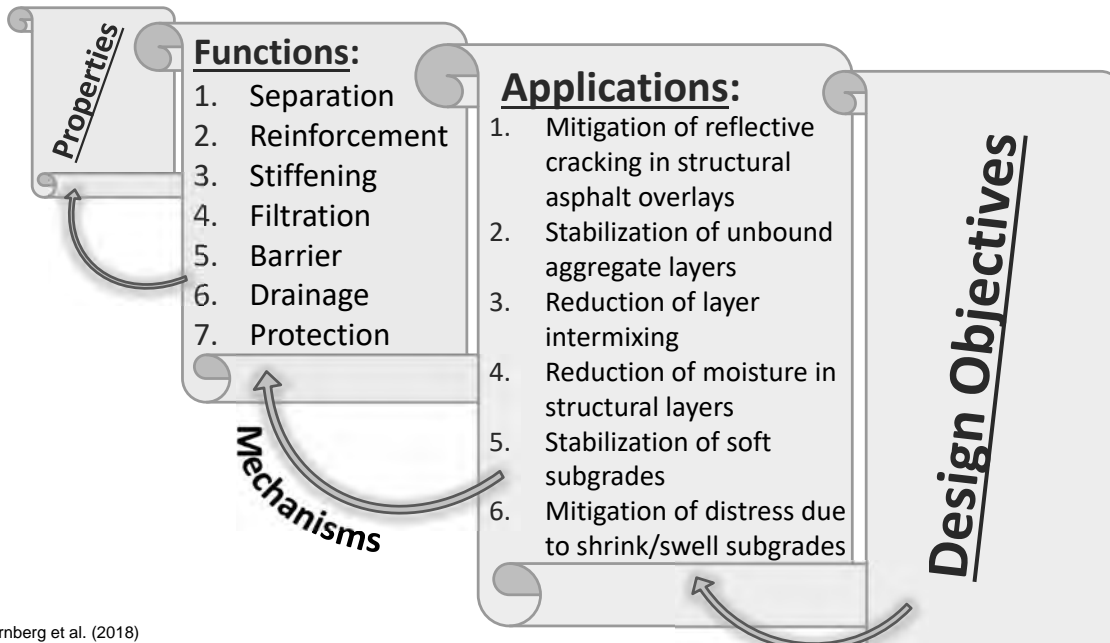 Properties
Functions:
1. Separation
2. Reinforcement
3. Stiffening
4. Filtration
5. Barrier
6. Drainage
7. Protection
Mechanisms
Applications:
1. Mitigation of reflective
cracking in structural
asphalt overlays
2. Stabilization of unbound
aggregate layers
3. Reduction of layer
intermixing
4. Reduction of moisture in
structural layers
5. Stabilization of soft
subgrades
6. Mitigation of distress due
to shrink/swell subgrades
Design Objectives
rnberg et al. (2018)